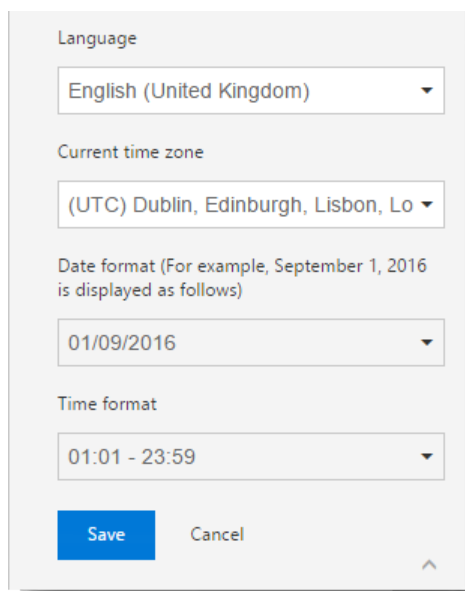 Language
English (United Kingdom)
Current time zone
(UTC) Dublin, Edinburgh, Lisbon, Lo
Date format (For example, September 1, 2016
is displayed as follows)
01/09/2016
Time format
01:01 - 23:59
Save Cancel